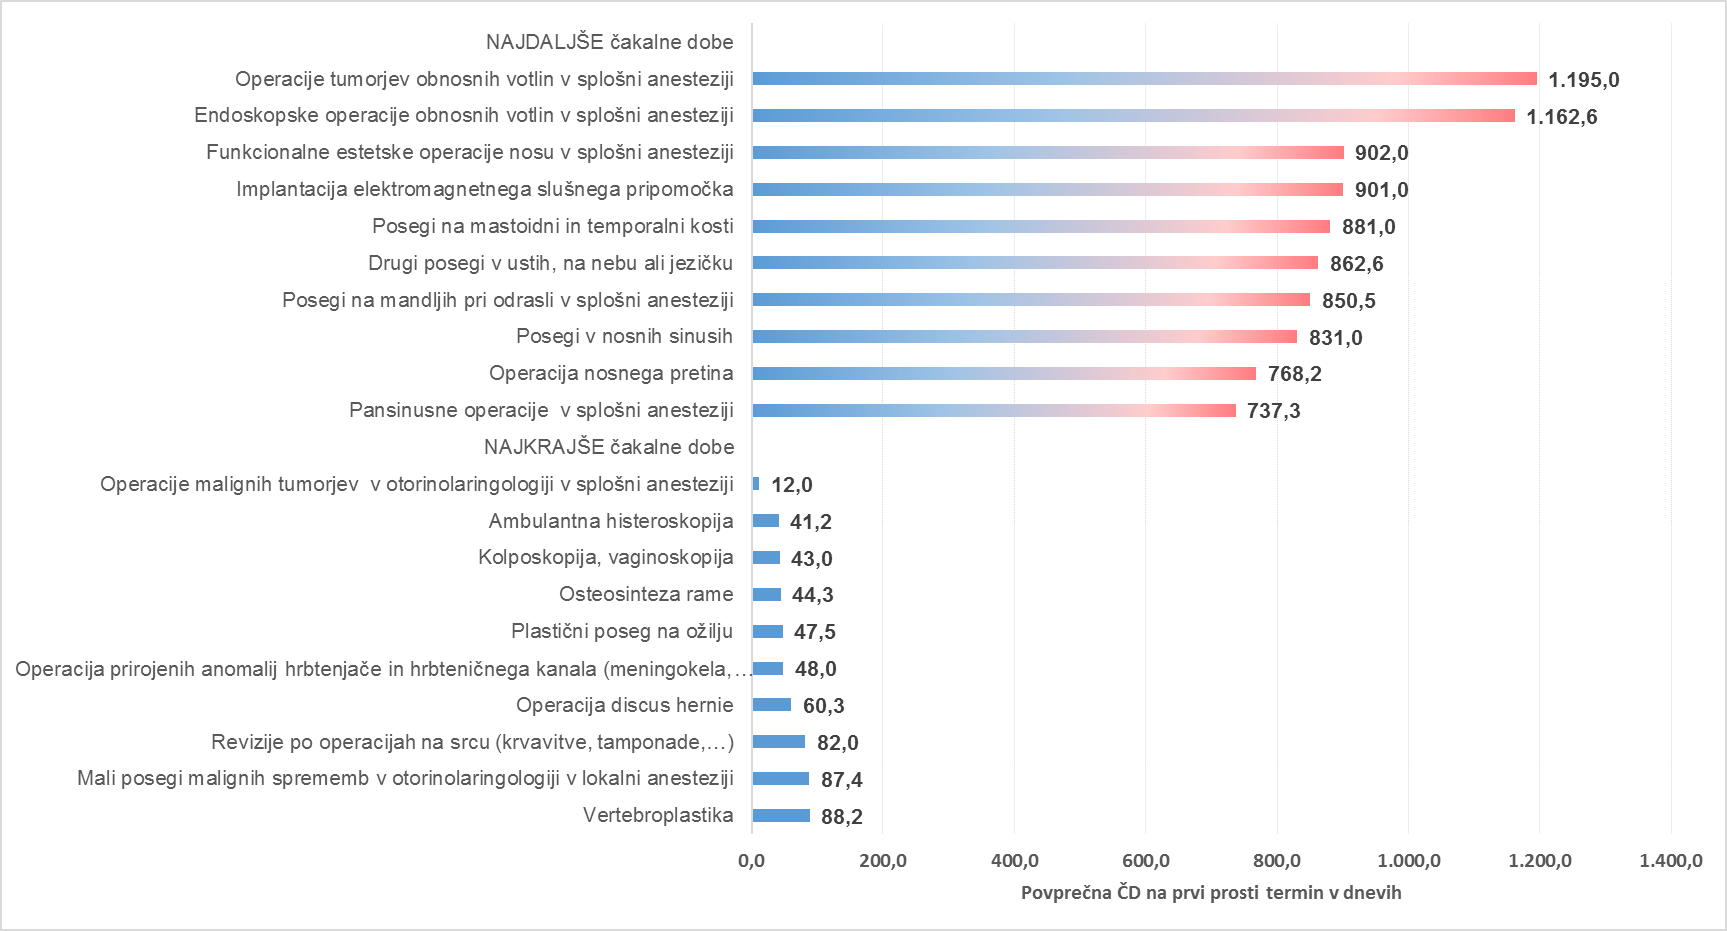 NAJDALJŠE čakalne dobe
Operacije tumorjev obnosnih votlin v splošni anesteziji 1.195,0
Endoskopske operacije obnosnih votlin v splošni anesteziji 1.162,6
Funkcionalne estetske operacije nosu v splošni anesteziji 902,0
Implantacija elektromagnetnega slušnega pripomočka 901,0
Posegi na mastoidni in temporalni kosti 881,0
Drugi posegi v ustih, na nebu ali jezičku 862,6
Posegi na mandljih pri odrasli v splošni anesteziji 850,5
Posegi v nosnih sinusih 831,0
Operacija nosnega pretina 768,2
Pansinusne operacije  v splošni anesteziji 737,3
NAJKRAJŠE čakalne dobe
Operacije malignih tumorjev  v otorinolaringologiji v splošni anesteziji 12,0
Ambulantna histeroskopija 41,2
Kolposkopija, vaginoskopija 43,0
Osteosinteza rame 44,3
Plastični poseg na ožilju 47,5
Operacija prirojenih anomalij hrbtenjače in hrbteničnega kanala (meningokela,… 48,0
Operacija discus hernie 60,3
Revizije po operacijah na srcu (krvavitve, tamponade,…) 82,0
Mali posegi malignih sprememb v otorinolaringologiji v lokalni anesteziji 87,4
Vertebroplastika 88,2
0,0 200,0 400,0 600,0 800,0 1.000,0 1.200,0 1.400,0
Povprečna ČD na prvi prosti termin v dnevih